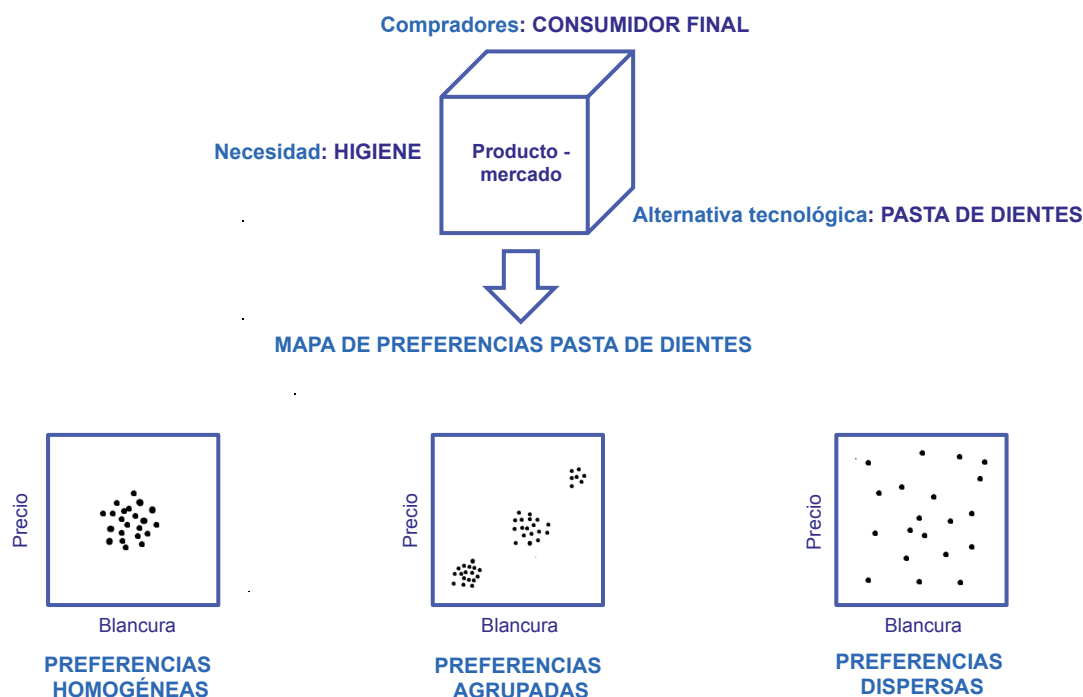 Compradores: CONSUMIDOR FINAL
Necesidad: HIGIENE
Producto -
mercado
Alternativa tecnológica: PASTA DE DIENTES
MAPA DE PREFERENCIAS PASTA DE DIENTES
Precio
Blancura
PREFERENCIAS
HOMOGÉNEAS
Precio
Blancura
PREFERENCIAS
AGRUPADAS
Precio
Blancura
PREFERENCIAS
DISPERSAS